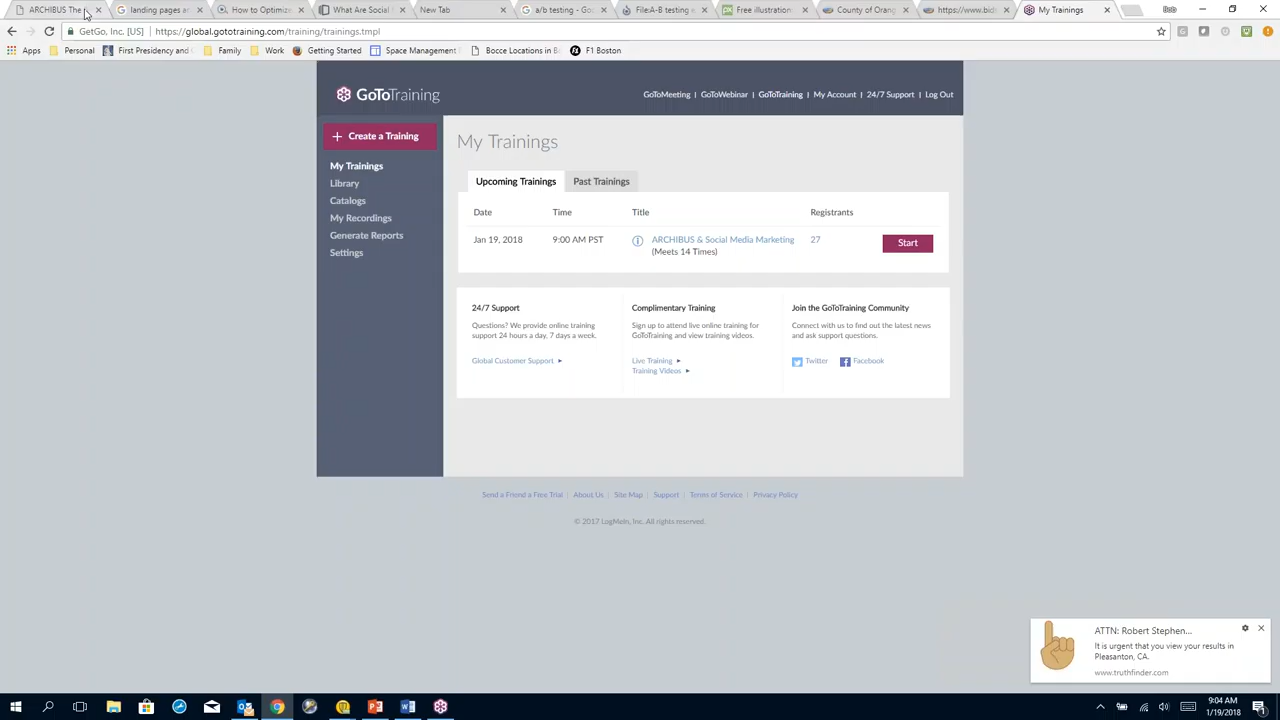 ARCHIBUS The
landing pages ar
How to Optimize
What Are Social
New Tab
a/b testing - Go
File:A-B testing e
Free illustration
County of Orang
https://www.bids
My Trainings
GetGo, Inc. [US] https://global.gototraining.com/training/trainings.tmpl
Apps Personal First Presidency and C Family Work Getting Started Space Management Bocce Locations in B F1 Boston
GoToTraining
GoToMeeting | GoToWebinar | GoToTraining | My Account | 24/7 Support | Log Out
+ Create a Training
My Trainings
Library
Catalogs
My Recordings
Generate Reports
Settings
My Trainings
Upcoming Trainings Past Trainings
Date Time Title Registrants
Jan 19, 2018 9:00 AM PST ARCHIBUS & Social Media Marketing 27 Start
(Meets 14 Times)
24/7 Support
Questions? We provide online training
support 24 hours a day, 7 days a week.
Global Customer Support
Complimentary Training
Sign up to attend live online training for
GoToTraining and view training videos.
Live Training
Training Videos
Join the GoToTraining Community
Connect with us to find out the latest news
and ask support questions.
Twitter Facebook
Send a Friend a Free Trial | About Us | Site Map | Support | Terms of Service | Privacy Policy
© 2017 LogMeIn, Inc. All rights reserved.
ATTN: Robert Stephen...
It is urgent that you view your results in
Pleasanton, CA.
www.truthfinder.com
9:04 AM
1/19/2018